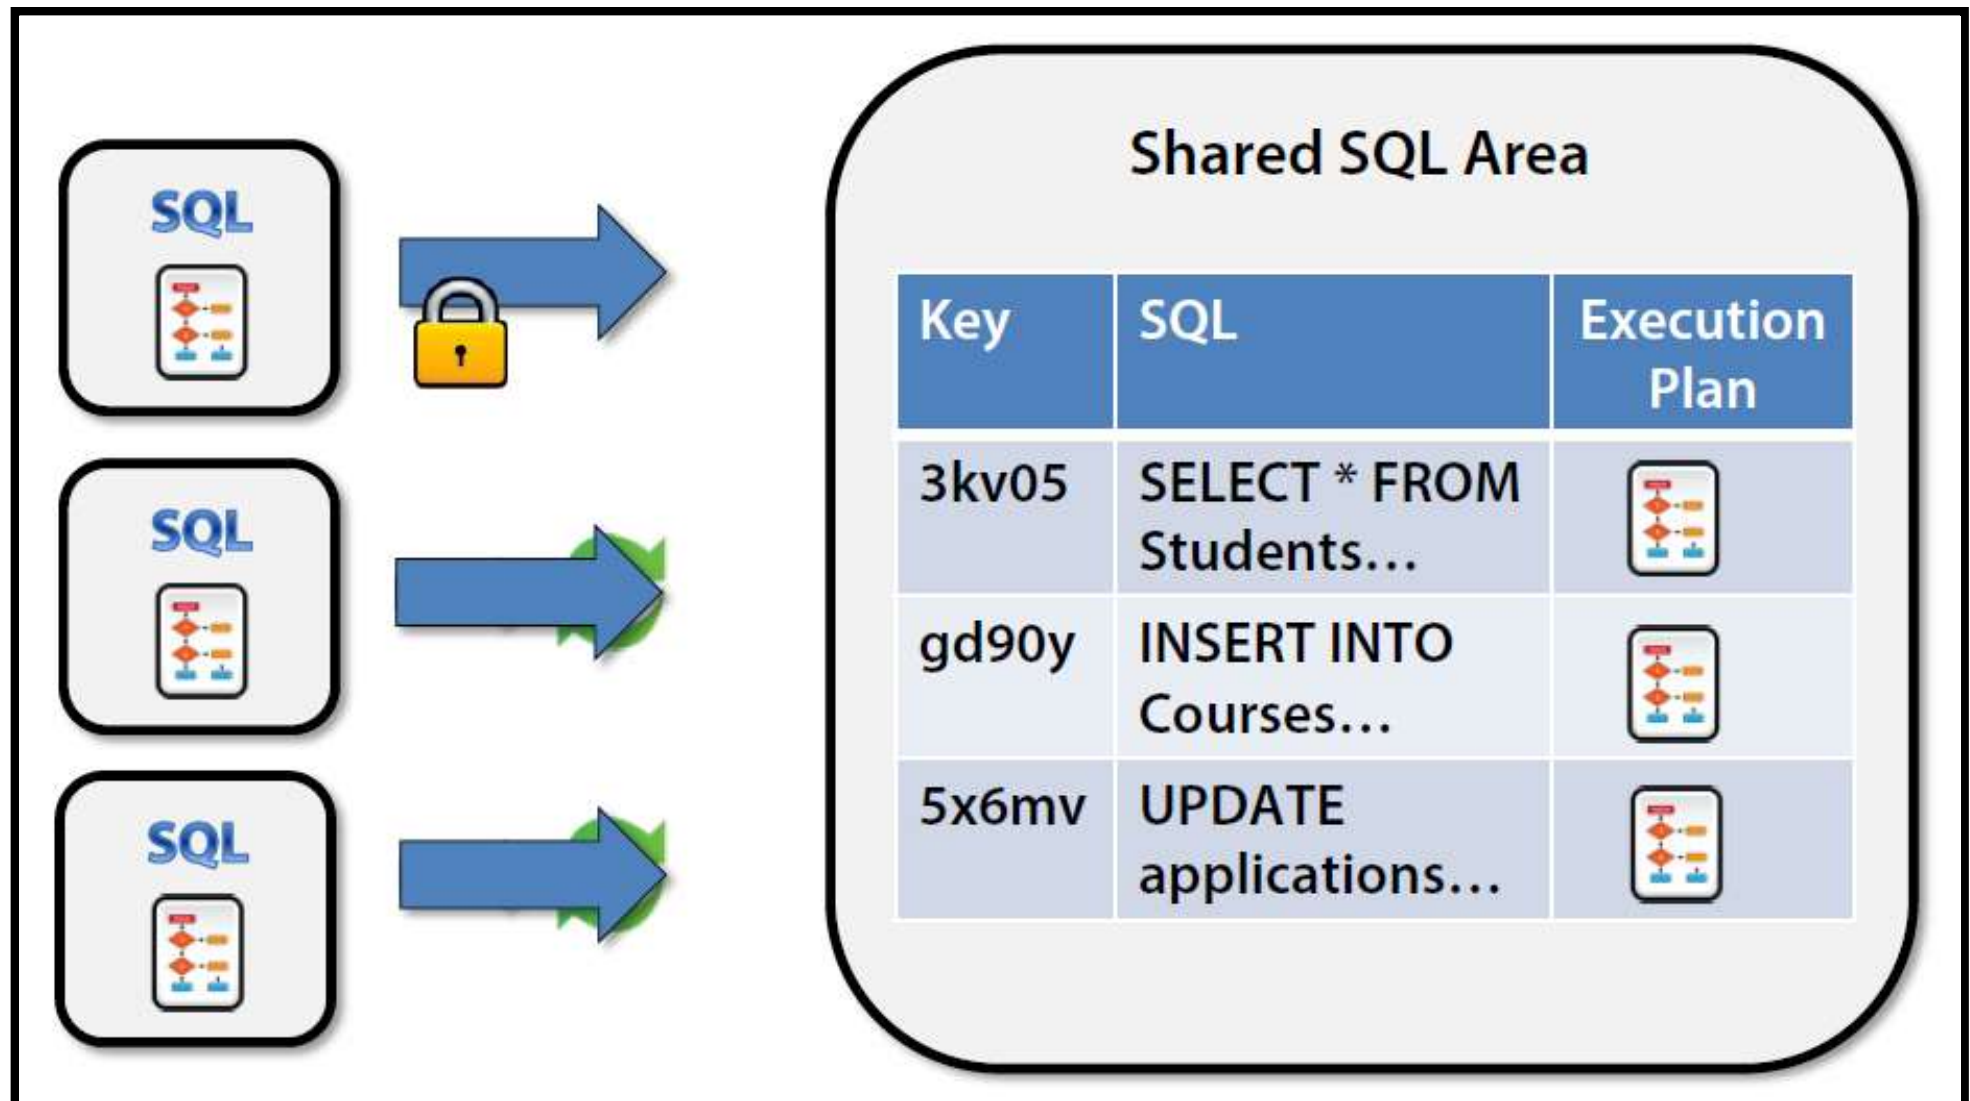 SQL
SQL
SQL
Shared SQL Area
Key
SQL
Execution
Plan
3kv05
SELECT * FROM
Students…
gd90y
INSERT INTO
Courses…
5x6mv
UPDATE
applications…